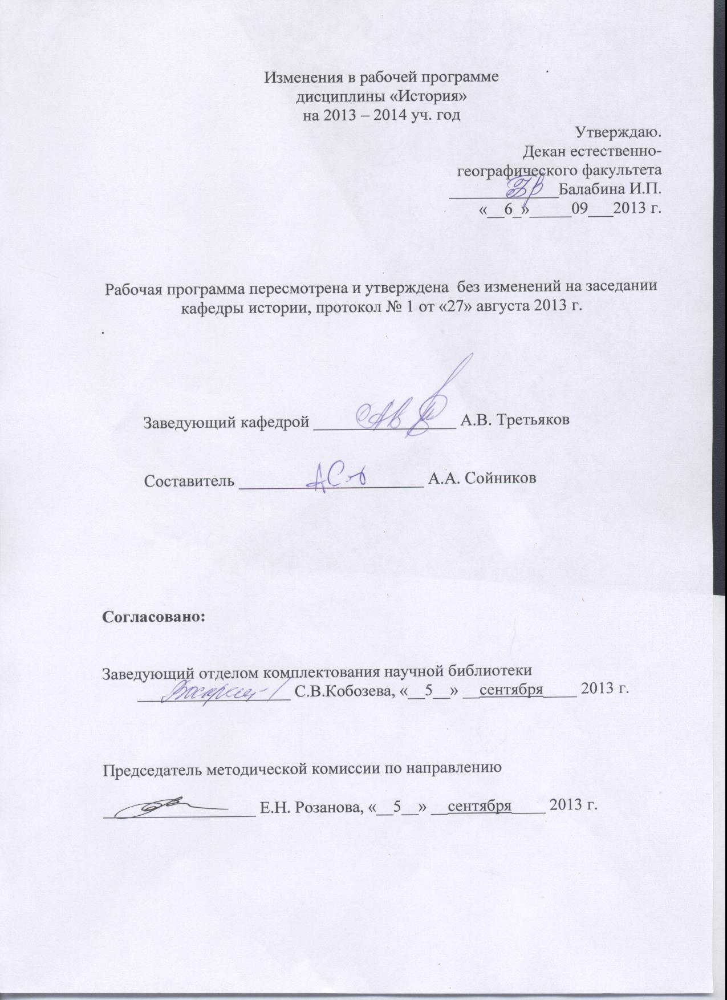 Изменения в рабочей программе
дисциплины «История»
на 2013 – 2014 уч. год
Утверждаю.
Декан естественно-
географического факультета
_____________Балабина И.П.
«__6_»_____09___2013 г.
Рабочая программа пересмотрена и утверждена без изменений на заседании
кафедры истории, протокол № 1 от «27» августа 2013 г.
.
Заведующий кафедрой _________________ А.В. Третьяков
Составитель ______________________ А.А. Сойников
Согласовано:
Заведующий отделом комплектования научной библиотеки
__________________ С.В.Кобозева, «__5__» __сентября____ 2013 г.
Председатель методической комиссии по направлению
__________________ Е.Н. Розанова, «__5__» __сентября____ 2013 г.